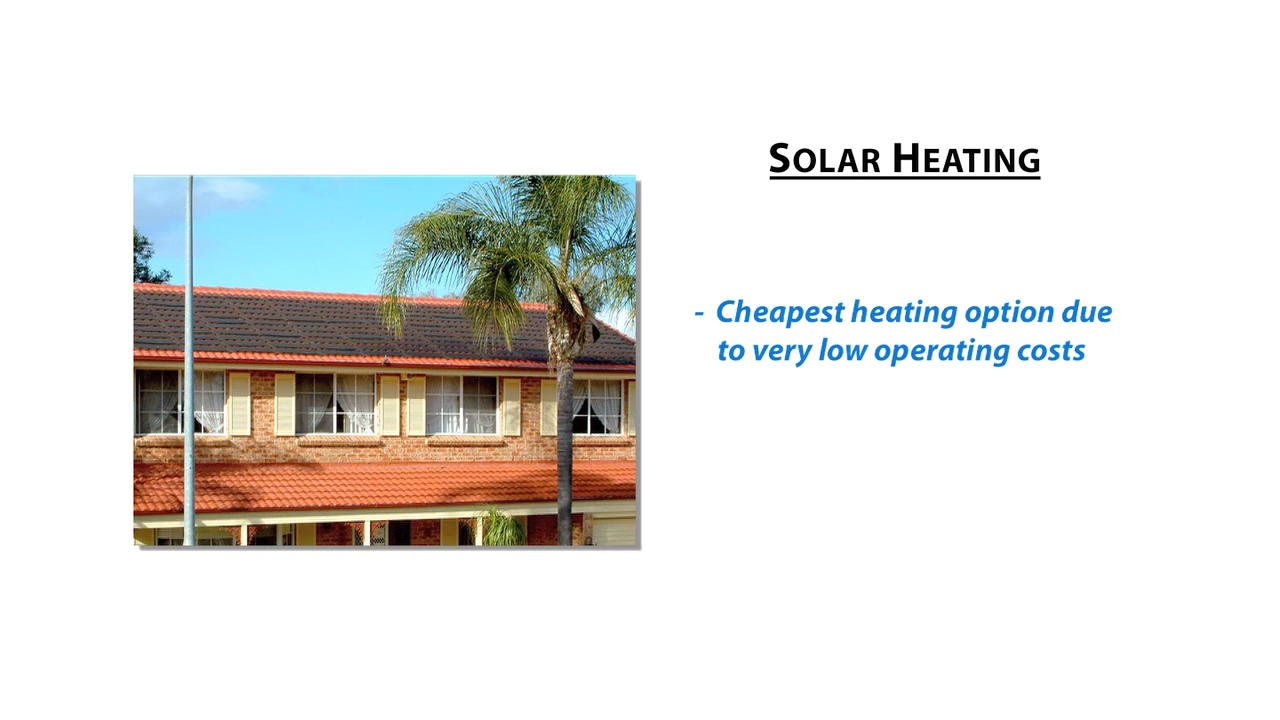 SOLAR HEATING
- Cheapest heating option due
to very low operating costs